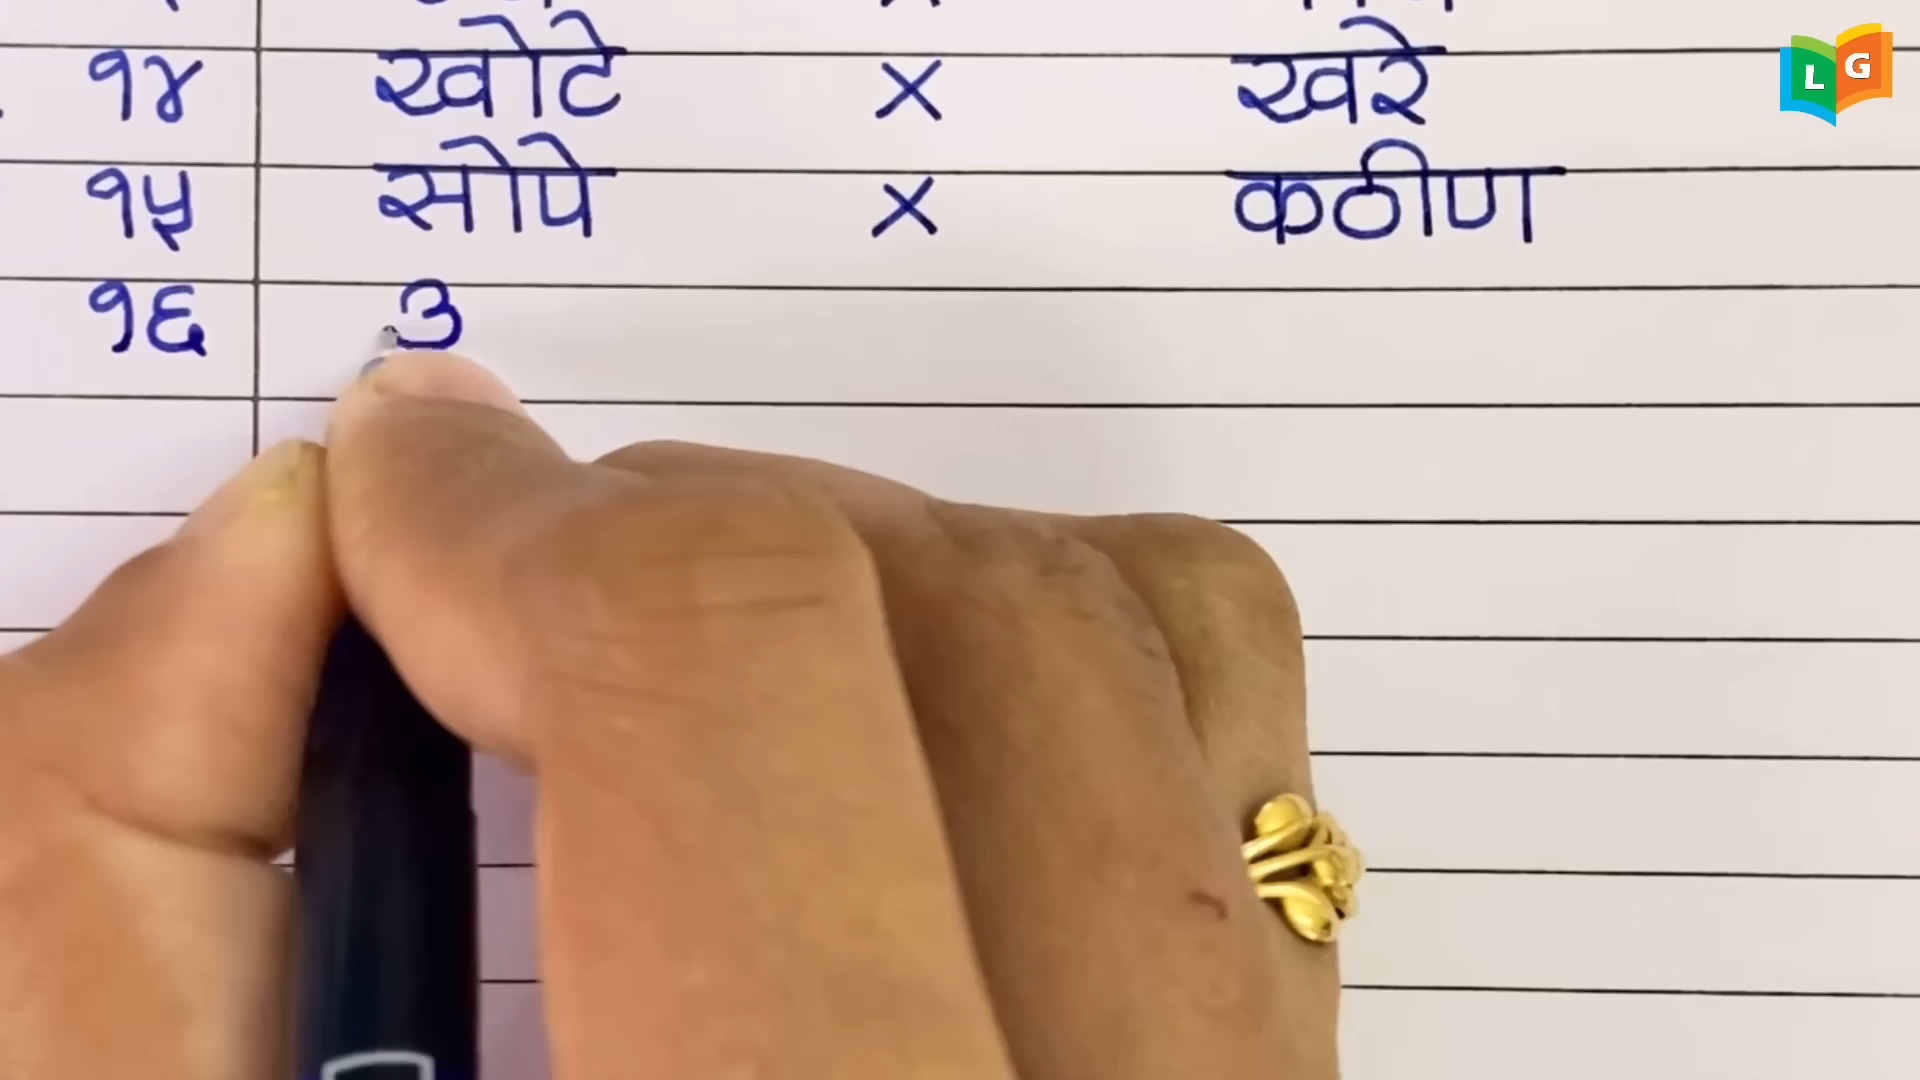 १४ खोटे × खरे
१५ सोपे × कठीण
१६ उ
LG